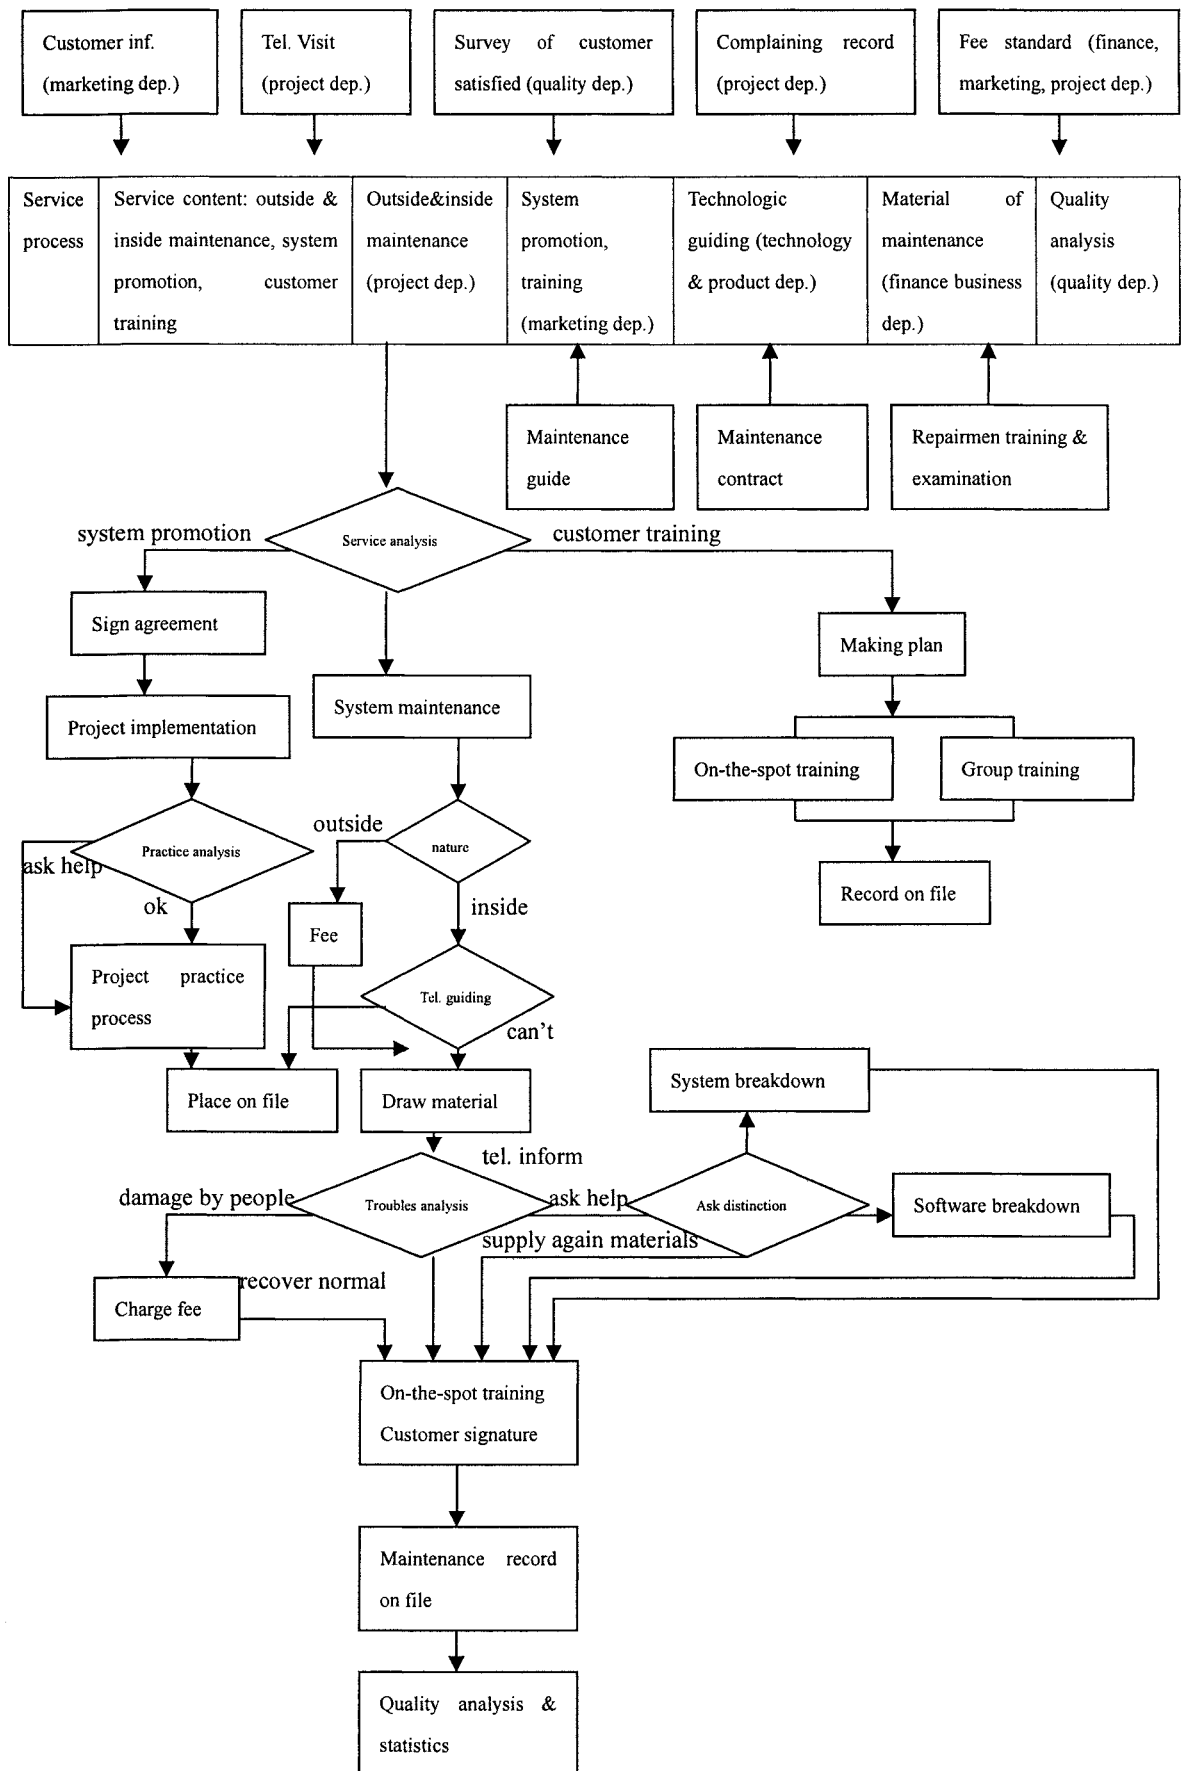 Customer inf.
(marketing dep.)
Tel. Visit
(project dep.)
Survey of customer
satisfied (quality dep.)
Complaining record
(project dep.)
Fee standard (finance,
marketing, project dep.)
Service
process
Service content: outside &
inside maintenance, system
promotion, customer
training
Outside&inside
maintenance
(project dep.)
System
promotion,
training
(marketing dep.)
Technologic
guiding (technology
& product dep.)
Material of
maintenance
(finance business
dep.)
Quality
analysis
(quality dep.)
Maintenance
guide
Maintenance
contract
Repairmen training &
examination
system promotion
Service analysis
customer training
Sign agreement
Making plan
System maintenance
Project implementation
On-the-spot training
Group training
outside
nature
Practice analysis
ask help
ok
inside
Record on file
Fee
Project practice
process
Tel. guiding
can't
System breakdown
Place on file
Draw material
tel. inform
damage by people
Troubles analysis
ask help
Ask distinction
Software breakdown
supply again materials
recover normal
Charge fee
On-the-spot training
Customer signature
Maintenance record
on file
Quality analysis &
statistics